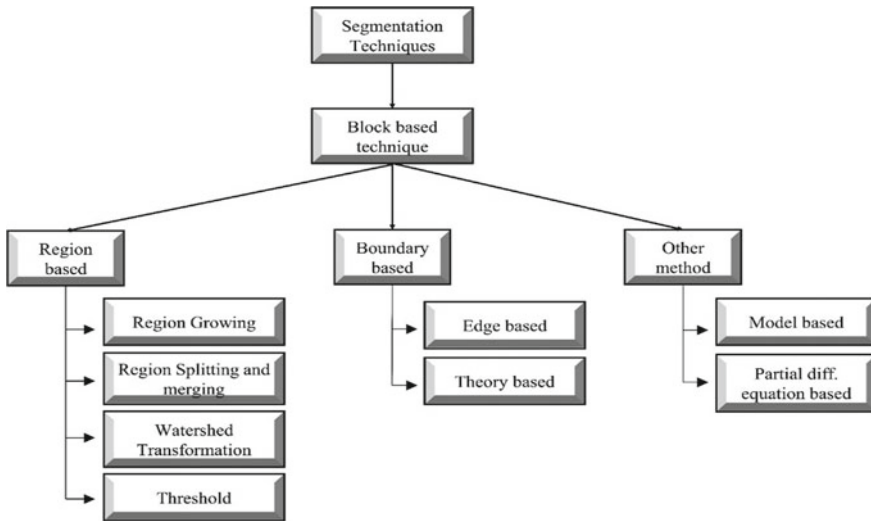 Segmentation
Techniques
Block based
technique
Region
based
Boundary
based
Other
method
Region Growing
Region Splitting and
merging
Watershed
Transformation
Threshold
Edge based
Theory based
Model based
Partial diff.
equation based